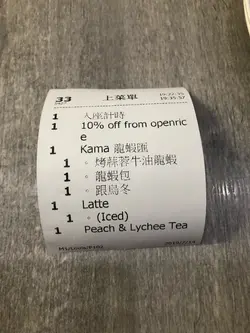 33 上菜單
1 入座計時
1 10% off from openric
e
1 Kama 龍蝦匯
1 。烤蒜蓉牛油龍蝦
1 。龍蝦包
1 。跟烏冬
1 Latte
1 。(Iced)
1 Peach & Lychee Tea